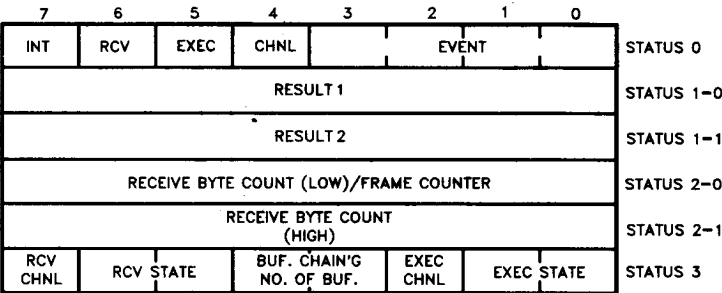 7 6 5 4 3 2 1 0
INT RCV EXEC CHNL EVENT STATUS 0
RESULT 1 STATUS 1-0
RESULT 2 STATUS 1-1
RECEIVE BYTE COUNT (LOW)/FRAME COUNTER STATUS 2-0
RECEIVE BYTE COUNT
(HIGH) STATUS 2-1
RCV CHNL RCV STATE BUF. CHAIN'G NO. OF BUF. EXEC CHNL EXEC STATE STATUS 3